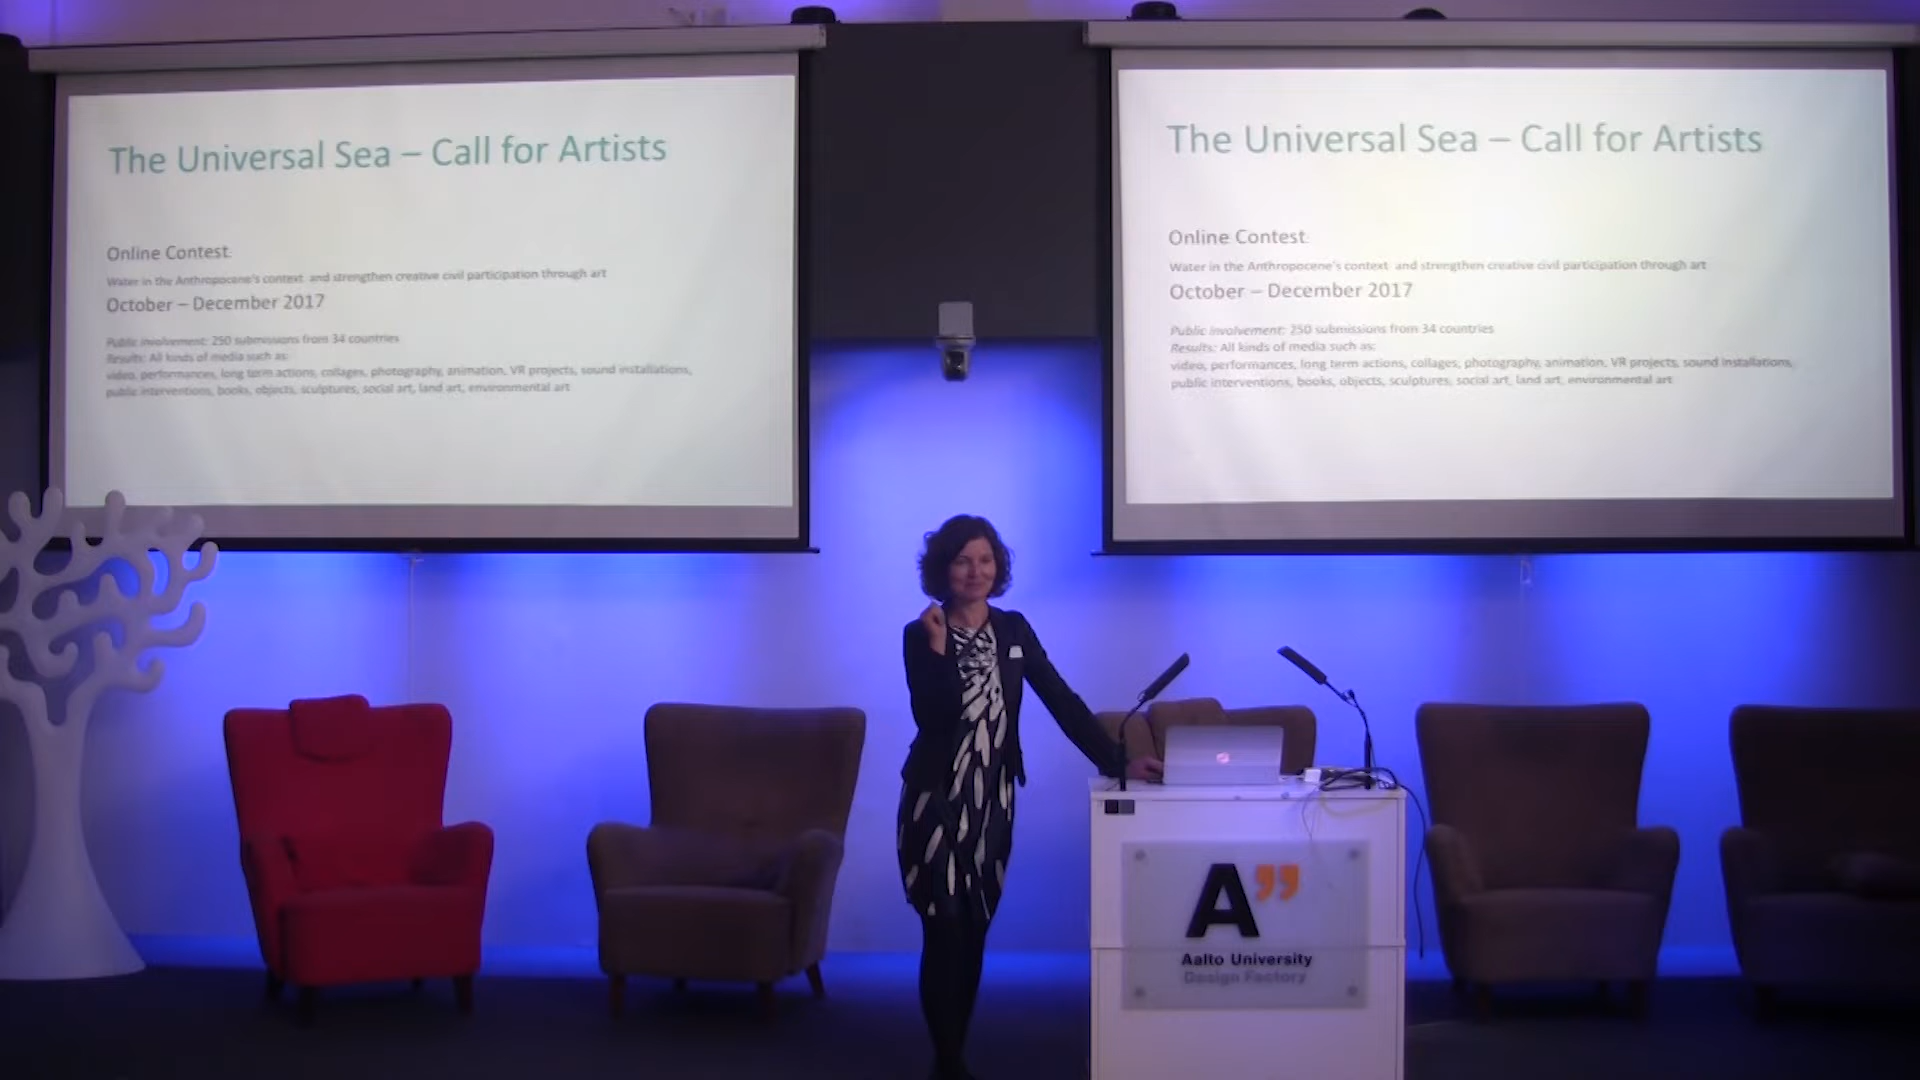 The Universal Sea – Call for Artists
Online Contest:
Water in the Anthropocene's context and strengthen creative civil participation through art
October – December 2017
Public involvement: 250 submissions from 34 countries
Results: All kinds of media such as:
video, performances, long term actions, collages, photography, animation, VR projects, sound installations,
public interventions, books, objects, sculptures, social art, land art, environmental art
The Universal Sea – Call for Artists
Online Contest:
Water in the Anthropocene's context and strengthen creative civil participation through art
October – December 2017
Public involvement: 250 submissions from 34 countries
Results: All kinds of media such as:
video, performances, long term actions, collages, photography, animation, VR projects, sound installations,
public interventions, books, objects, sculptures, social art, land art, environmental art
A”
Aalto University
Design Factory